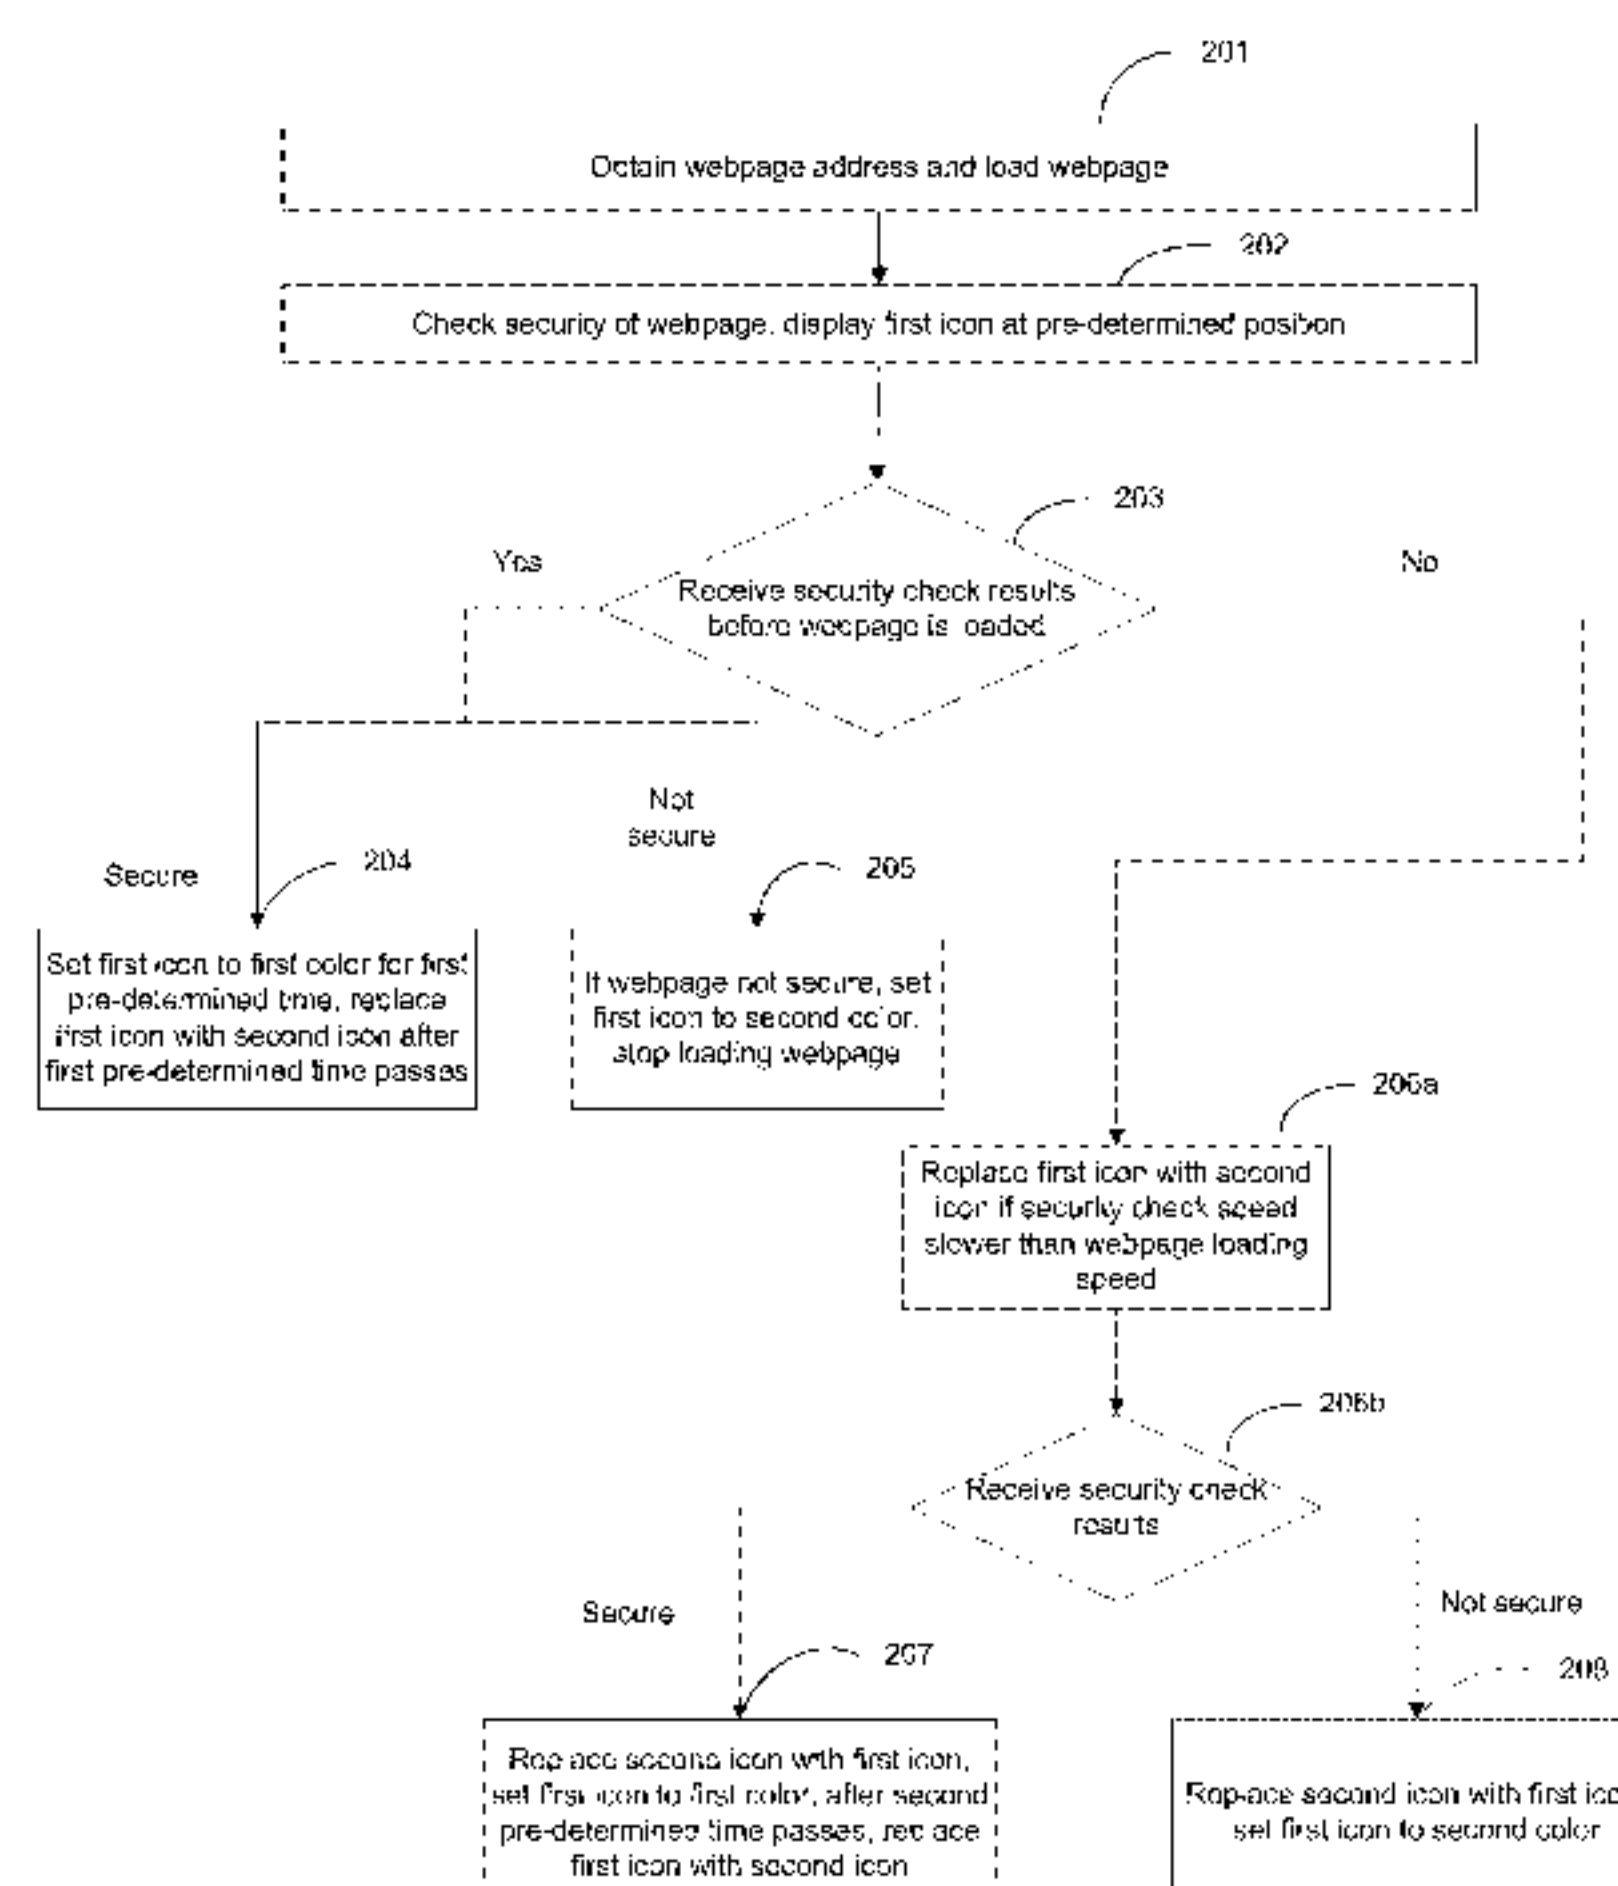 201
Obtain webpage address and load webpage
202
Check security of webpage, display first icon at pre-determined position
203
Yes
No
Receive security check results
before webpage is loaded
Not
secure
Secure
204
205
Set first icon to first color for first
pre-determined time, replace
first icon with second icon after
first pre-determined time passes
If webpage not secure, set
first icon to second color,
stop loading webpage
206a
Replace first icon with second
icon if security check speed
slower than webpage loading
speed
206b
Receive security check
results
Secure
Not secure
207
208
Replace second icon with first icon,
set first icon to first color, after second
pre-determined time passes, replace
first icon with second icon
Replace second icon with first
set first icon to second color